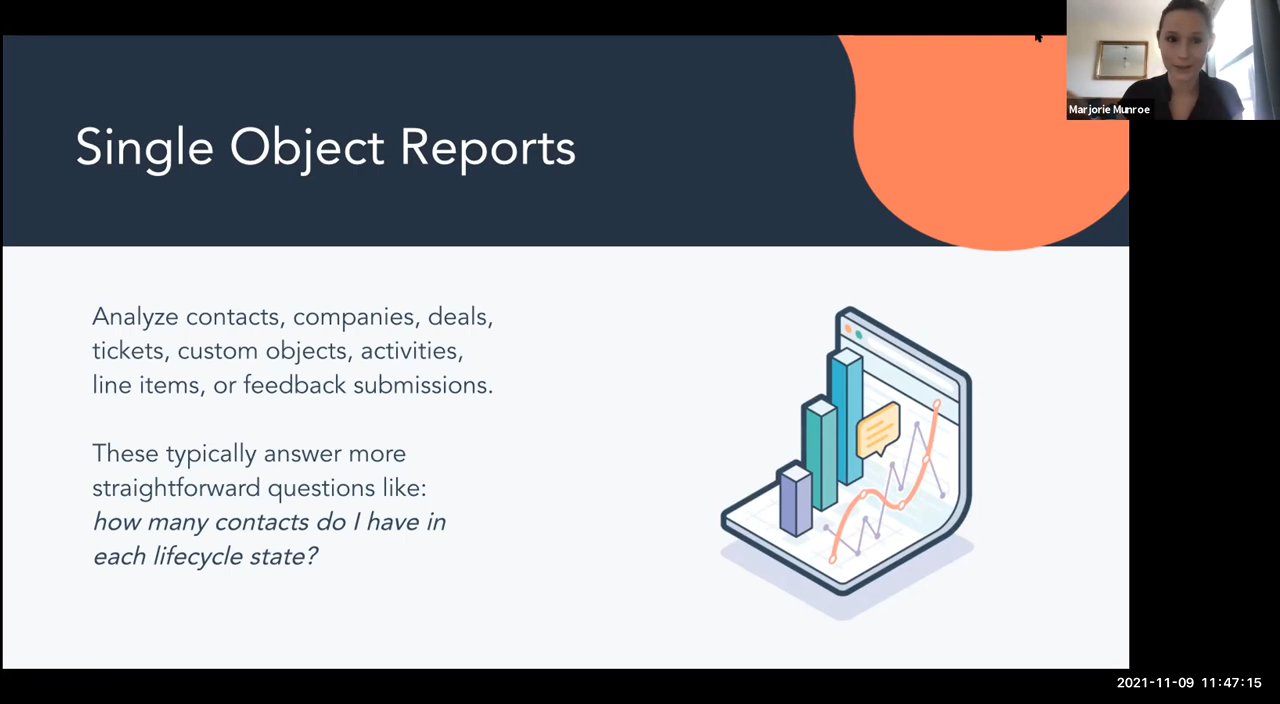 Marjorie Munroe
Single Object Reports
Analyze contacts, companies, deals,
tickets, custom objects, activities,
line items, or feedback submissions.
These typically answer more
straightforward questions like:
how many contacts do I have in
each lifecycle state?
2021-11-09 11:47:15